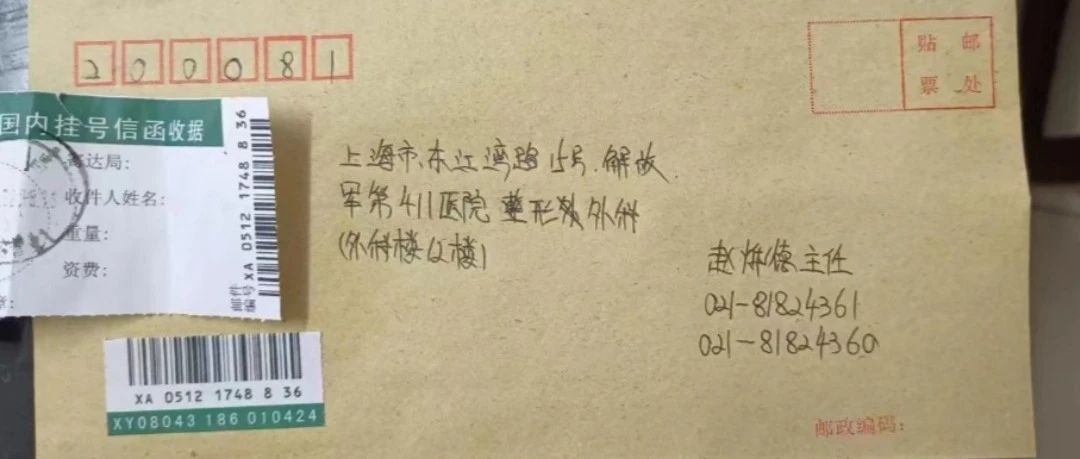 200081
贴 邮
票 处
国内挂号信函收据
寄达局:
收件人姓名:
重量:
资费:
邮件
编号 XA 0512 1748 8 36
上海市、东江湾路15号.解放
军第411医院 整形外科
(外科楼12楼)
赵烨德主任
021-81824361
021-81824360
XA 0512 1748 8 36
XY08043 186 010424
邮政编码: